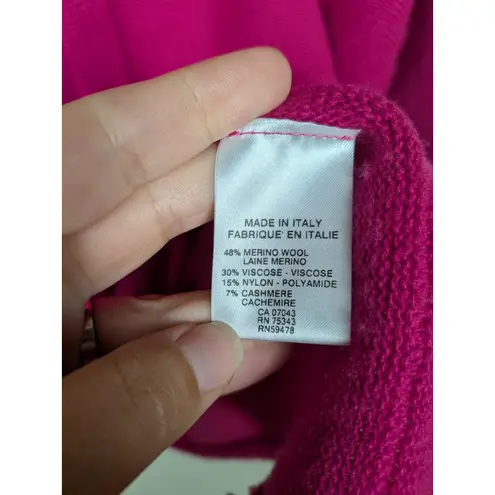 MADE IN ITALY
FABRIQUE' EN ITALIE
48% MERINO WOOL
LAINE MERINO
30% VISCOSE - VISCOSE
15% NYLON - POLYAMIDE
7% CASHMERE
CACHEMIRE
CA 07043
RN 75343
RN59478